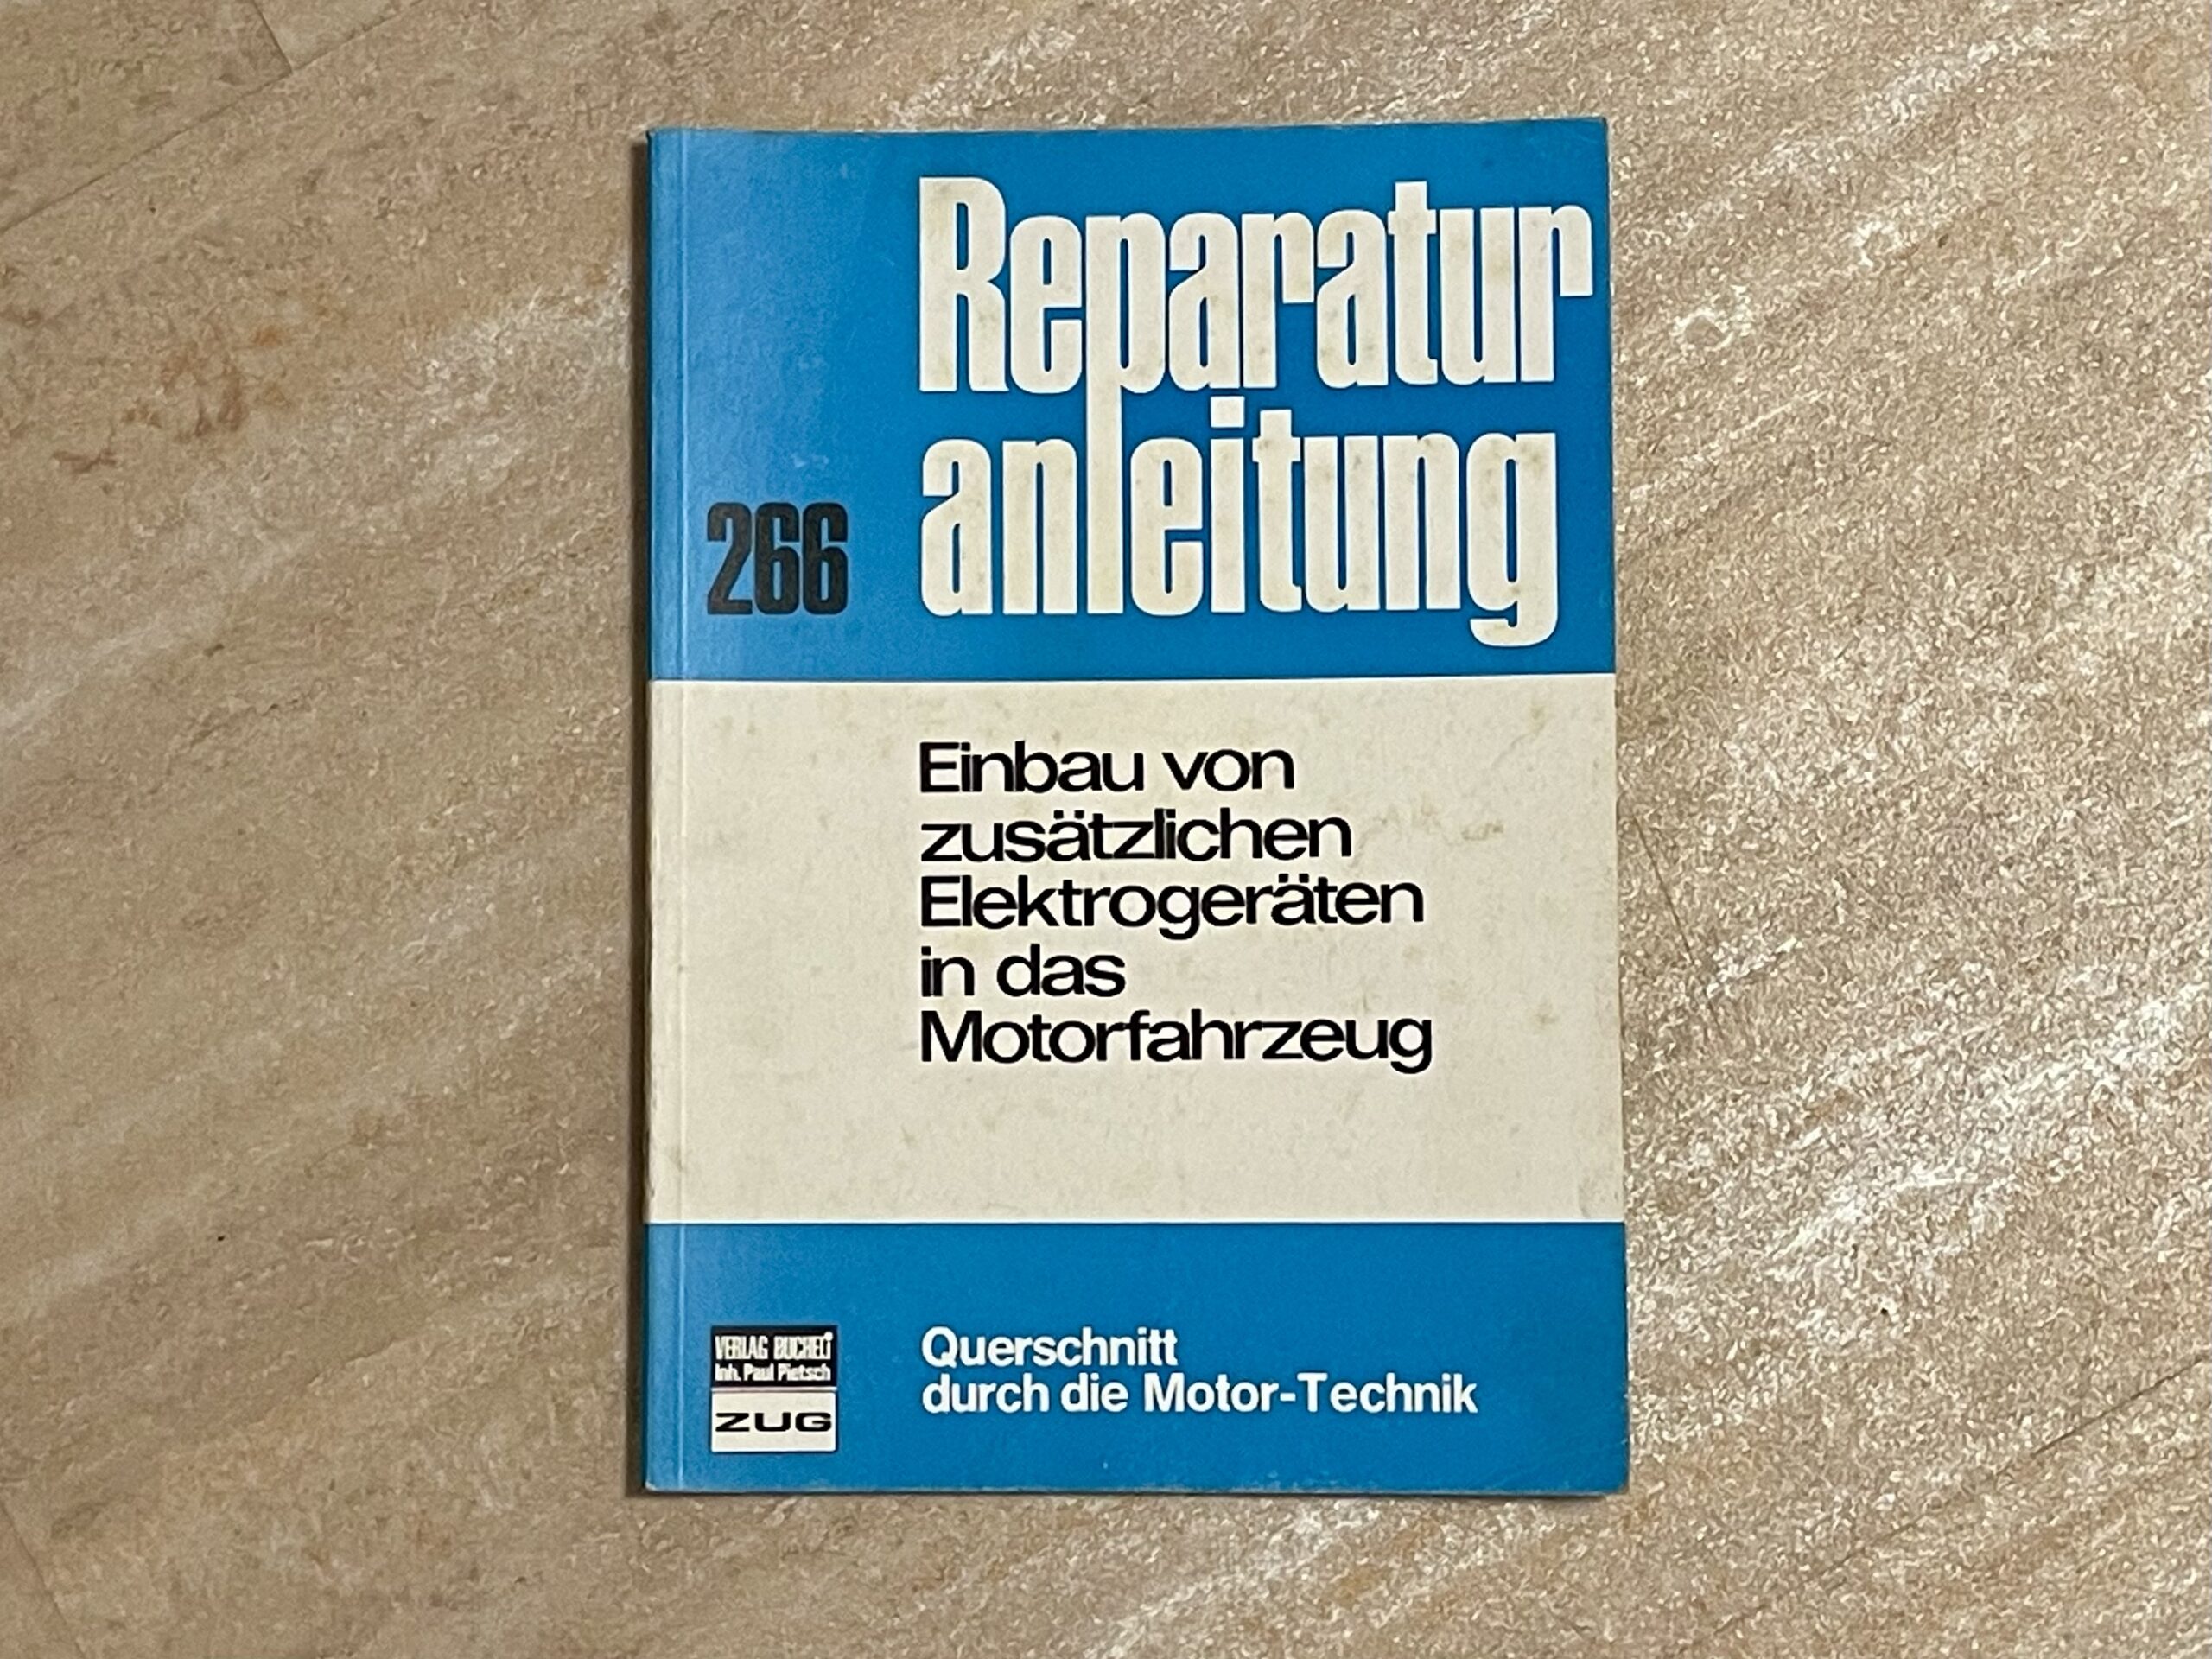 Reparatur
anleitung
266
Einbau von
zusätzlichen
Elektrogeräten
in das
Motorfahrzeug
VERLAG BUCHELI
Inh. Paul Pietsch
ZUG
Querschnitt
durch die Motor-Technik